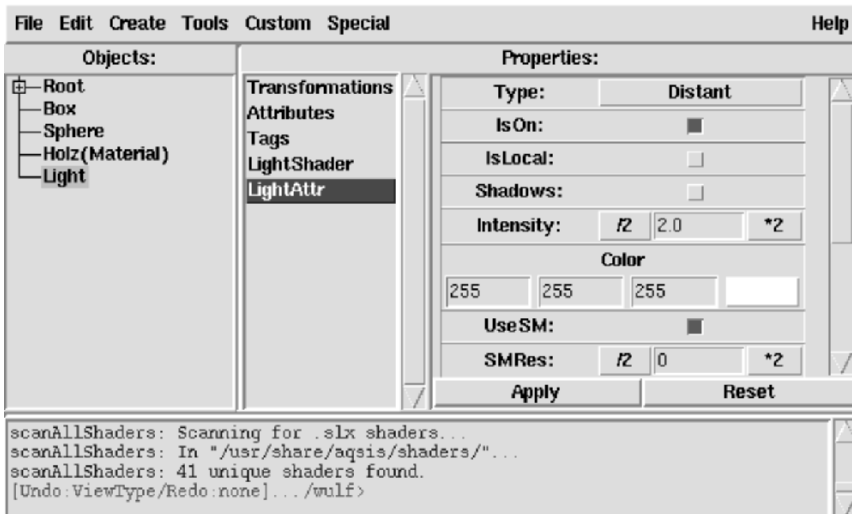 File Edit Create Tools Custom Special Help
Objects:
Root
Box
Sphere
Holz(Material)
Light
Transformations
Attributes
Tags
LightShader
LightAttr
Properties:
Type: Distant
IsOn:
IsLocal:
Shadows:
Intensity: /2 2.0 *2
Color
255 255 255
UseSM:
SMRes: /2 0 *2
Apply Reset
scanAllShaders: Scanning for .slx shaders...
scanAllShaders: In "/usr/share/aqsis/shaders/"...
scanAllShaders: 41 unique shaders found.
[Undo:ViewType/Redo:none].../wulf>